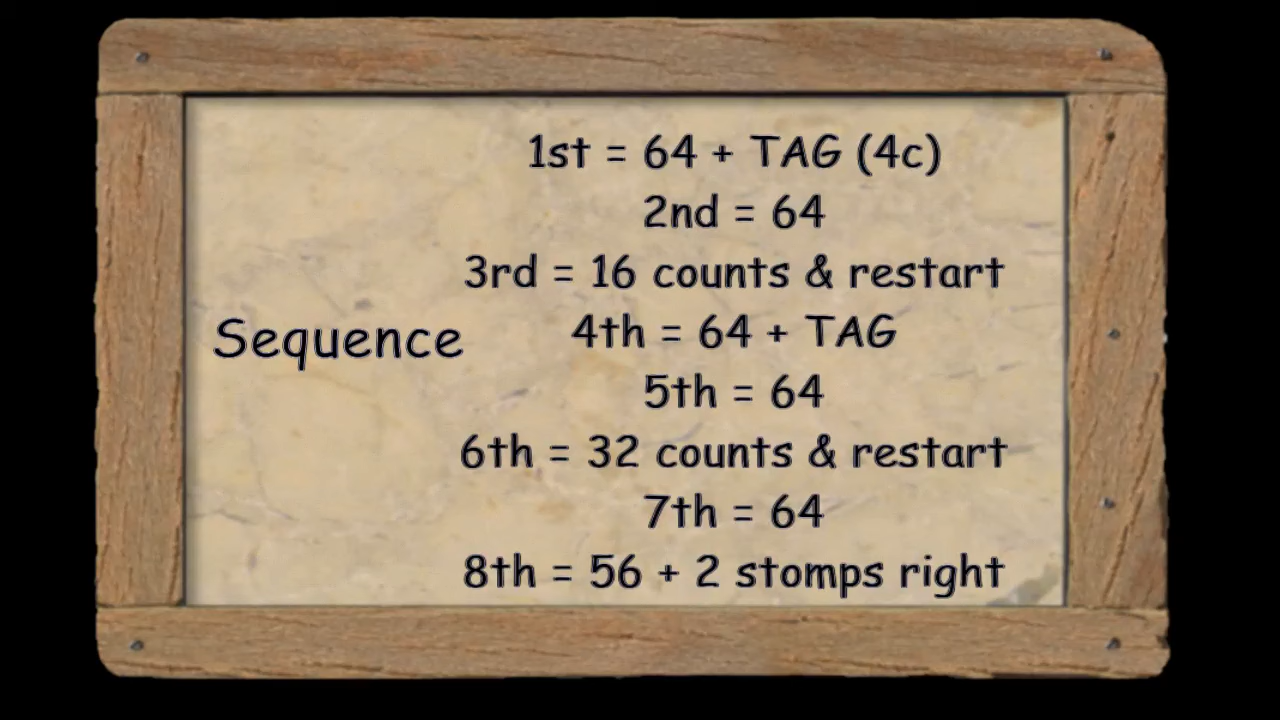 1st = 64 + TAG (4c)
2nd = 64
3rd = 16 counts & restart
Sequence
4th = 64 + TAG
5th = 64
6th = 32 counts & restart
7th = 64
8th = 56 + 2 stomps right